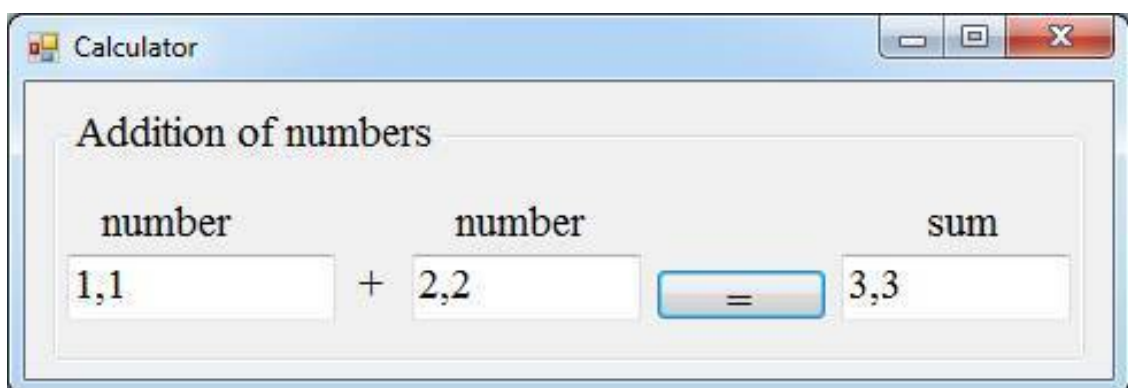 Calculator
Addition of numbers
number number sum
1,1 + 2,2 = 3,3